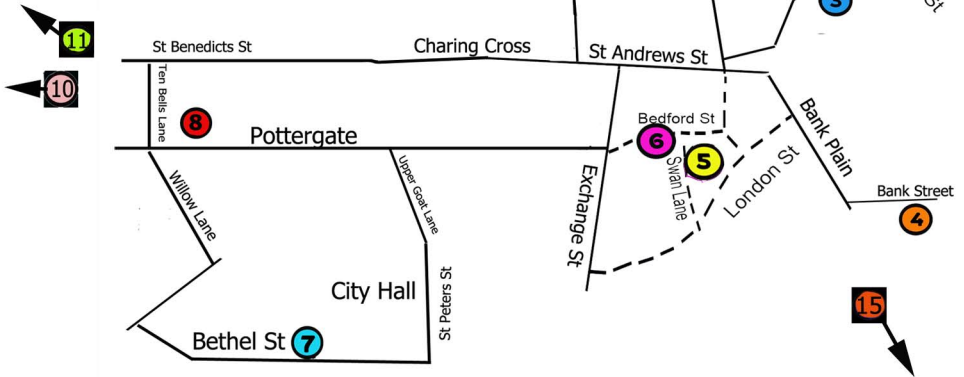 3
St
11
St Benedicts St
Charing Cross
St Andrews St
10
Ten Bells Lane
8
Pottergate
Bedford St
6
5
Swan Lane
London St
Bank Plain
Bank Street
4
Willow Lane
Upper Goat Lane
Exchange St
City Hall
St Peters St
15
Bethel St
7